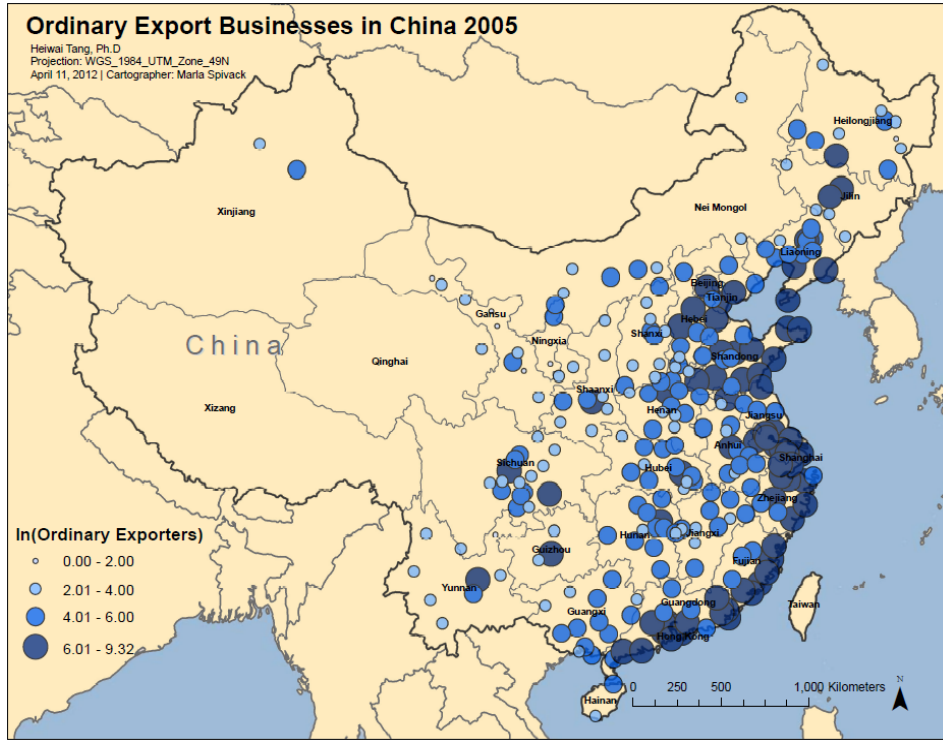 Ordinary Export Businesses in China 2005
Heiwai Tang, Ph.D
Projection: WGS_1984_UTM_Zone_49N
April 11, 2012 | Cartographer: Marla Spivack
Heilongjiang
Jilin
Xinjiang
Nei Mongol
Liaoning
Beijing
Tianjin
Gansu
Hebei
Ningxia
Shanxi
China
Shandong
Qinghai
Shaanxi
Xizang
Henan
Jiangsu
Anhui
Shanghai
Sichuan
Hubei
Zhejiang
Hunan
Jiangxi
Guizhou
Fujian
Yunnan
Guangxi
Guangdong
Taiwan
Hong Kong
Hainan
ln(Ordinary Exporters)
0.00 - 2.00
2.01 - 4.00
4.01 - 6.00
6.01 - 9.32
0 250 500 1,000 Kilometers
N